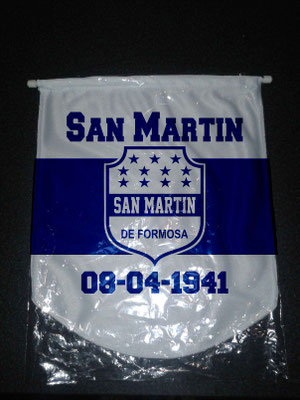 SAN MARTIN
SAN MARTIN
DE FORMOSA
08-04-1941